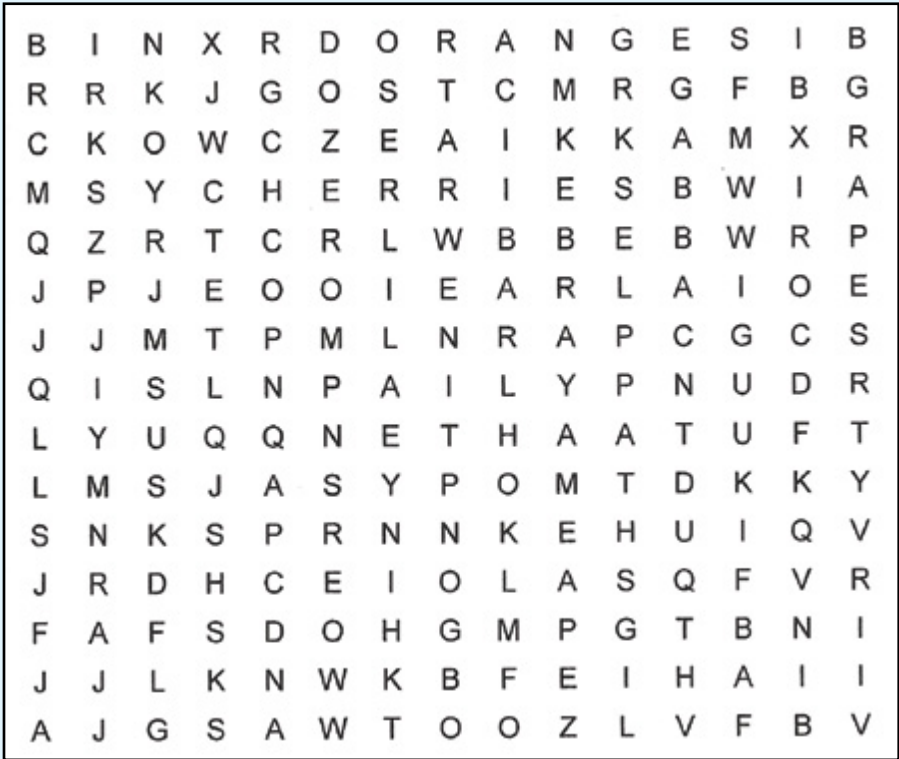 B I N X R D O R A N G E S I B
R R K J G O S T C M R G F B G
C K O W C Z E A I K K A M X R
M S Y C H E R R I E S B W I A
Q Z R T C R L W B B E B W R P
J P J E O O I E A R L A I O E
J J M T P M L N R A P C G C S
Q I S L N P A I L Y P N U D R
L Y U Q Q N E T H A A T U F T
L M S J A S Y P O M T D K K Y
S N K S P R N N K E H U I Q V
J R D H C E I O L A S Q F V R
F A F S D O H G M P G T B N I
J J L K N W K B F E I H A I I
A J G S A W T O O Z L V F B V